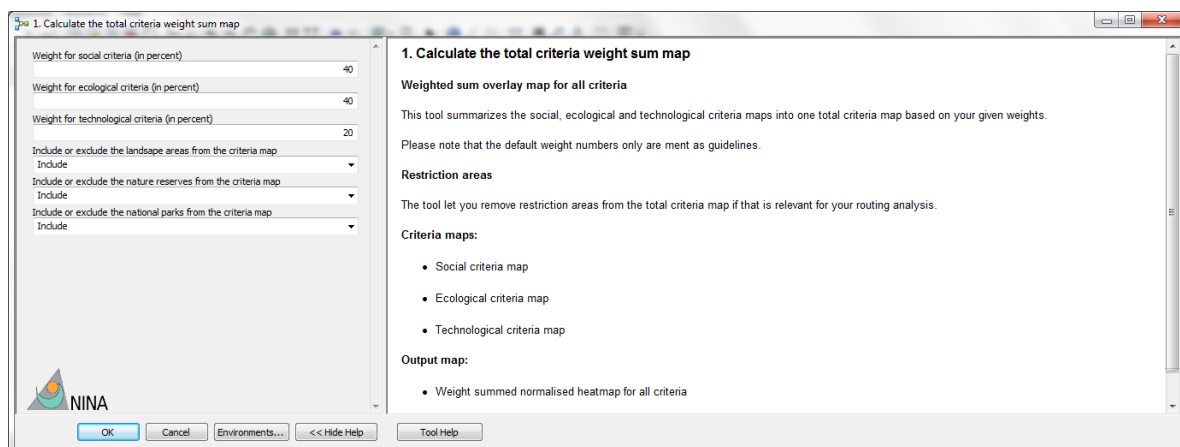 1. Calculate the total criteria weight sum map
Weight for social criteria (in percent)
40
Weight for ecological criteria (in percent)
40
Weight for technological criteria (in percent)
20
Include or exclude the landsape areas from the criteria map
Include
Include or exclude the nature reserves from the criteria map
Include
Include or exclude the national parks from the criteria map
Include
NINA
1. Calculate the total criteria weight sum map
Weighted sum overlay map for all criteria
This tool summarizes the social, ecological and technological criteria maps into one total criteria map based on your given weights.
Please note that the default weight numbers only are ment as guidelines.
Restriction areas
The tool let you remove restriction areas from the total criteria map if that is relevant for your routing analysis.
Criteria maps:
• Social criteria map
• Ecological criteria map
• Technological criteria map
Output map:
• Weight summed normalised heatmap for all criteria
OK
Cancel
Environments...
<< Hide Help
Tool Help